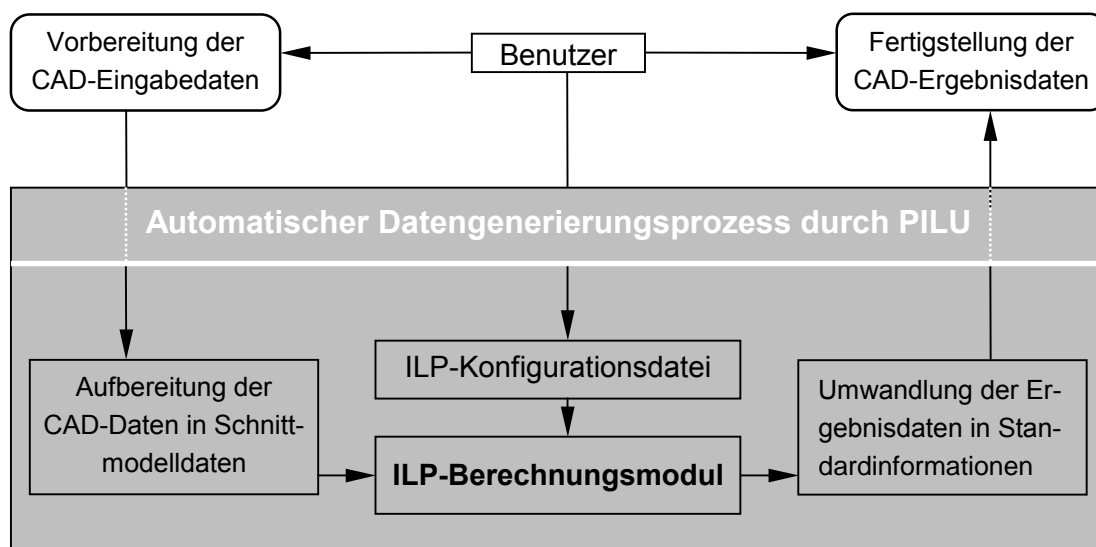 Vorbereitung der
CAD-Eingabedaten
Benutzer
Fertigstellung der
CAD-Ergebnisdaten
Automatischer Datengenerierungsprozess durch PILU
Aufbereitung der
CAD-Daten in Schnitt-
modelldaten
ILP-Konfigurationsdatei
ILP-Berechnungsmodul
Umwandlung der Er-
gebnisdaten in Stan-
dardinformationen